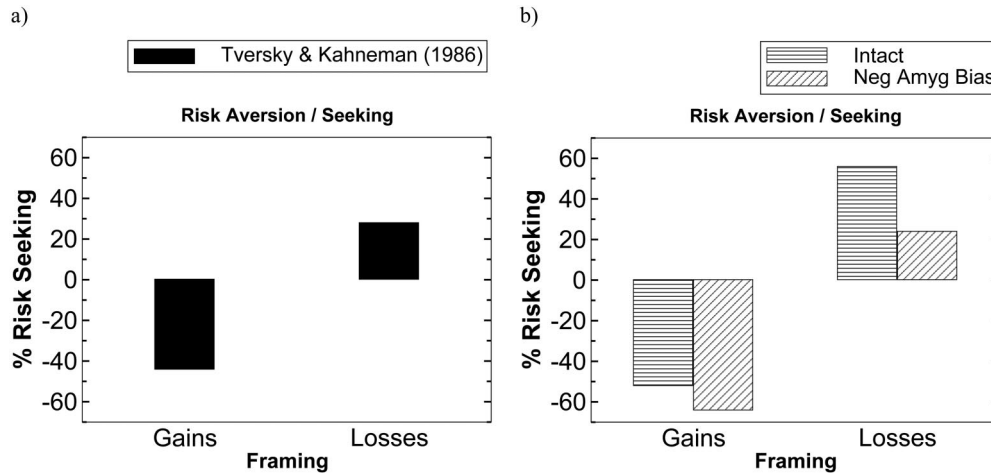 a)
Tversky & Kahneman (1986)
Risk Aversion / Seeking
% Risk Seeking
60
40
20
0
-20
-40
-60
Gains
Losses
Framing
b)
Intact
Neg Amyg Bias
Risk Aversion / Seeking
% Risk Seeking
60
40
20
0
-20
-40
-60
Gains
Losses
Framing